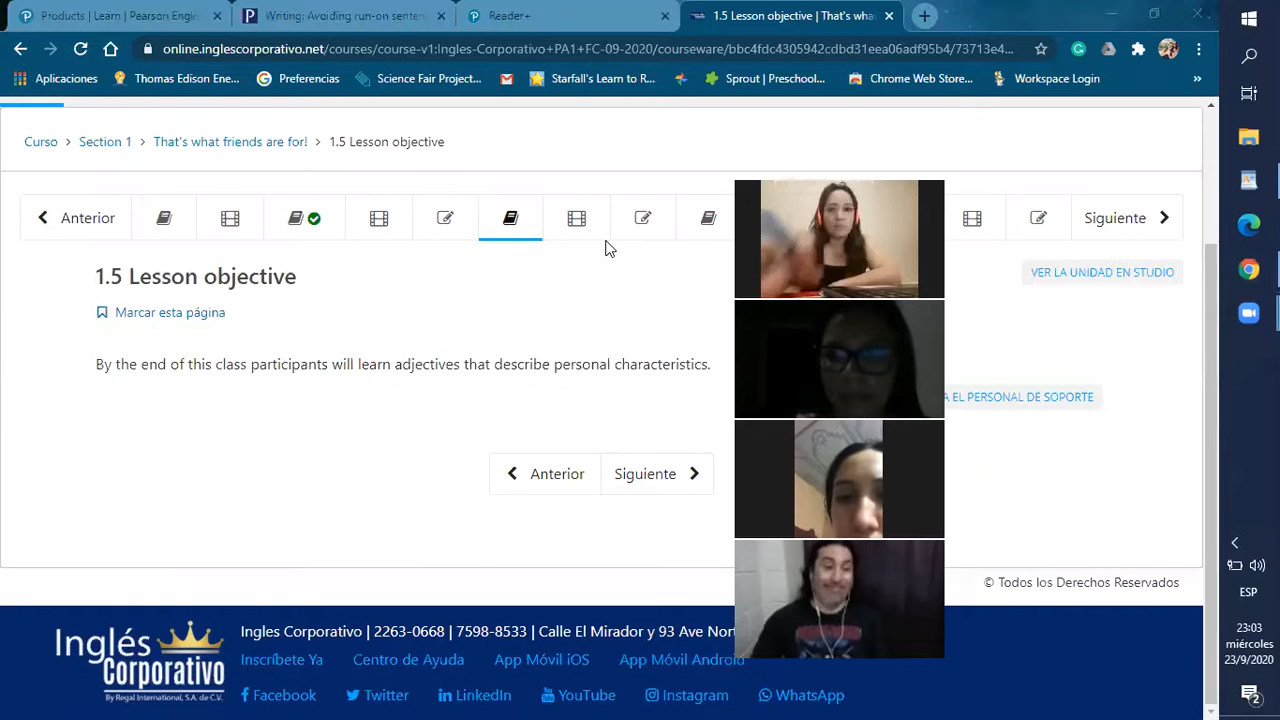 Products | Learn | Pearson Englis
Writing: Avoiding run-on senten
Reader+
1.5 Lesson objective | That's wha
online.inglescorporativo.net/courses/course-v1:Ingles-Corporativo+PA1+FC-09-2020/courseware/bbc4fdc4305942cdbd31eea06adf95b4/73713e4...
Aplicaciones
Thomas Edison Ene...
Preferencias
Science Fair Project...
Starfall's Learn to R...
Sprout | Preschool...
Chrome Web Store...
Workspace Login
»
Curso > Section 1 > That's what friends are for! > 1.5 Lesson objective
Anterior
Siguiente
1.5 Lesson objective
VER LA UNIDAD EN STUDIO
Marcar esta página
By the end of this class participants will learn adjectives that describe personal characteristics.
A EL PERSONAL DE SOPORTE
Anterior
Siguiente
© Todos los Derechos Reservados
Inglés
Corporativo
By Regal International, S.A. de C.V.
Ingles Corporativo | 2263-0668 | 7598-8533 | Calle El Mirador y 93 Ave Nort
Inscríbete Ya
Centro de Ayuda
App Móvil iOS
App Móvil Android
Facebook
Twitter
LinkedIn
YouTube
Instagram
WhatsApp
ESP
23:03
miércoles
23/9/2020
2